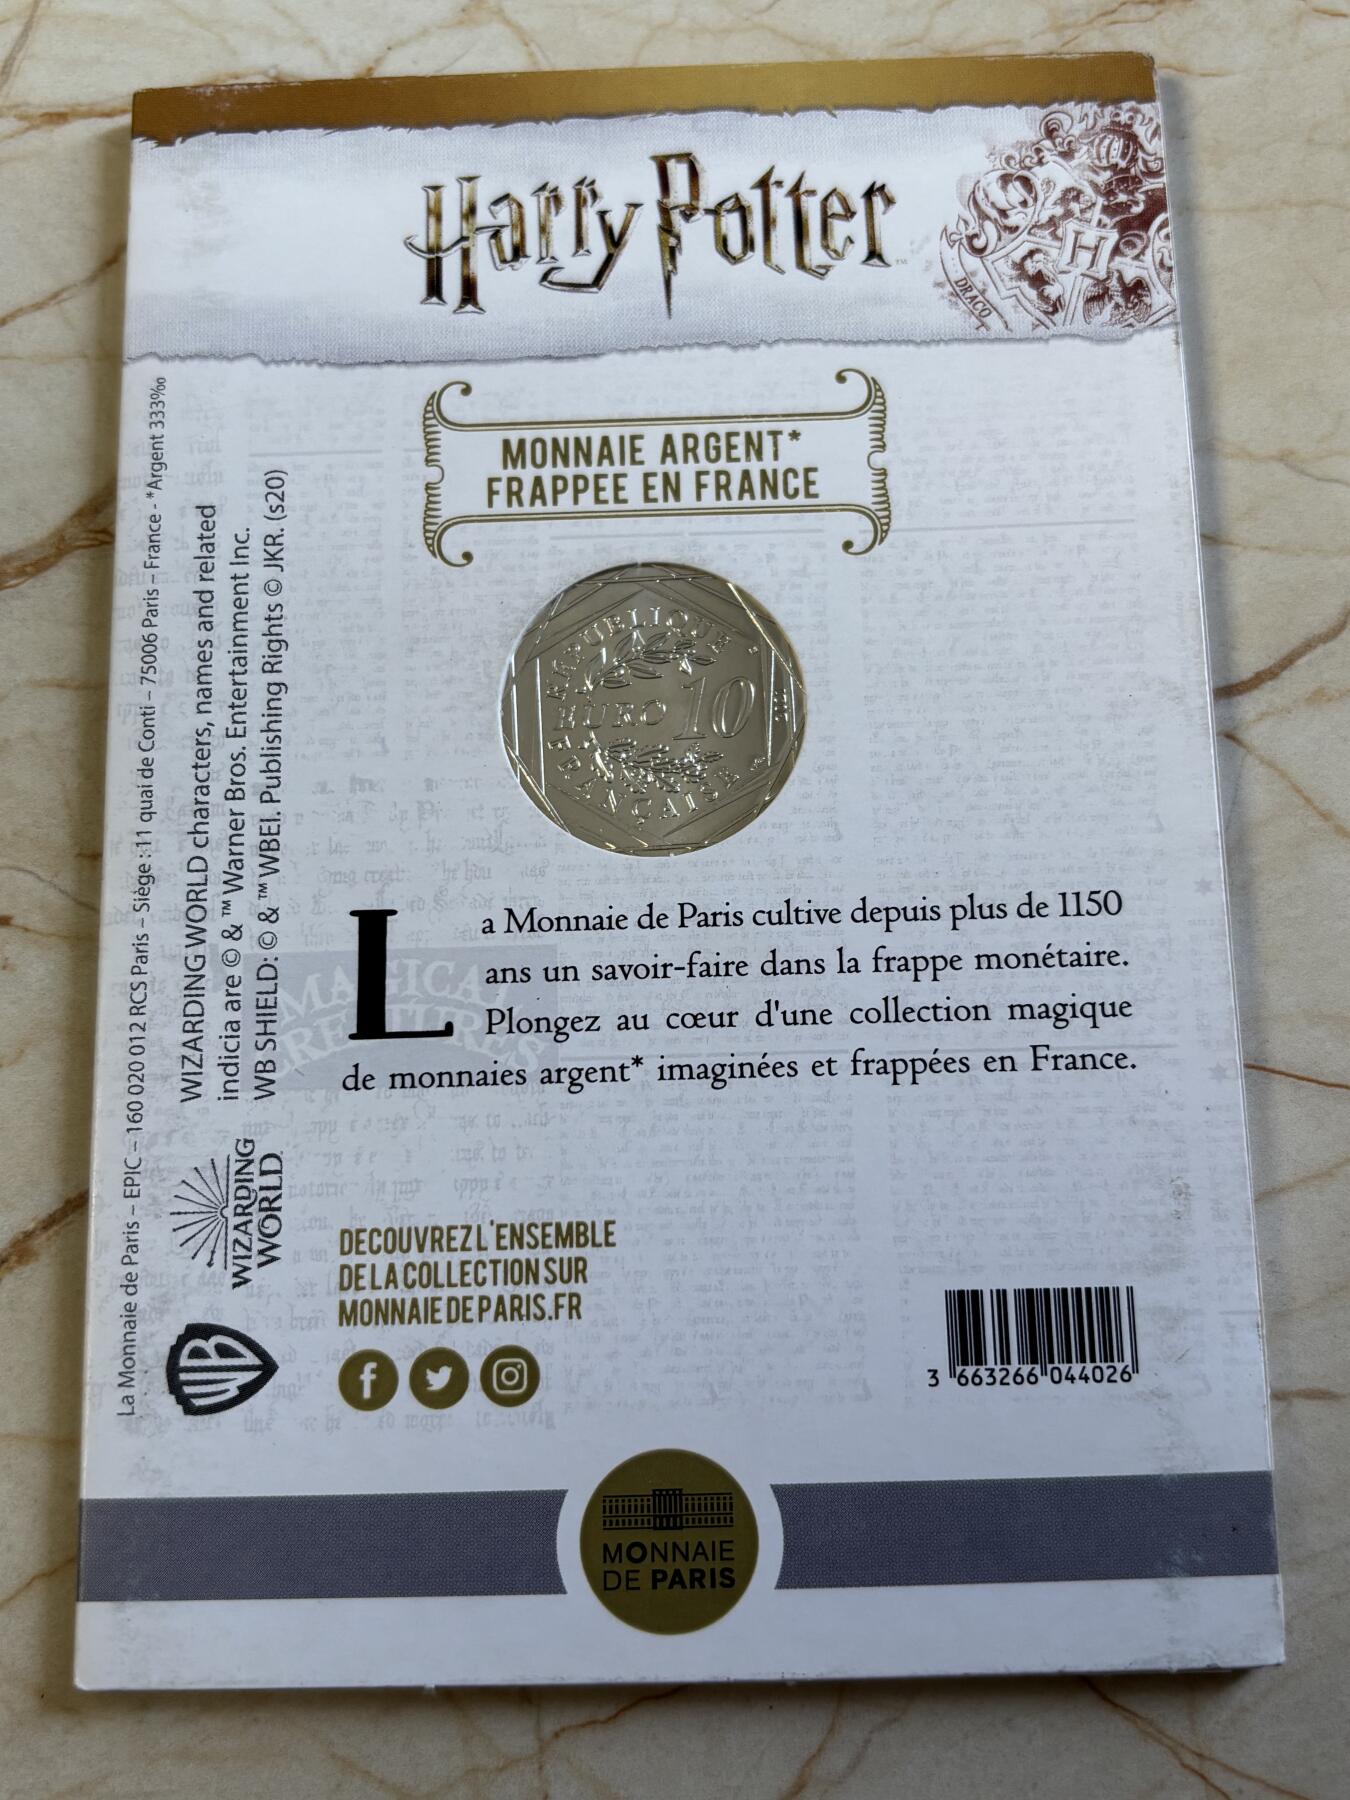 Harry Potter
DRACO
H
MONNAIE ARGENT*
FRAPPEE EN FRANCE
RÉPUBLIQUE
EURO 10
FRANÇAISE
La Monnaie de Paris cultive depuis plus de 1150
ans un savoir-faire dans la frappe monétaire.
Plongez au cœur d'une collection magique
de monnaies argent* imaginées et frappées en France.
MAGICAL
CREATURES
DECOUVREZ L'ENSEMBLE
DE LA COLLECTION SUR
MONNAIEDEPARIS.FR
3 663266 044026
MONNAIE
DE PARIS
La Monnaie de Paris – EPIC – 160 020 012 RCS Paris – Siège : 11 quai de Conti – 75006 Paris – France - *Argent 333‰
WIZARDING WORLD characters, names and related
indicia are © & ™ Warner Bros. Entertainment Inc.
WB SHIELD: © & ™ WBEI. Publishing Rights © JKR. (s20)
WIZARDING
WORLD
WB